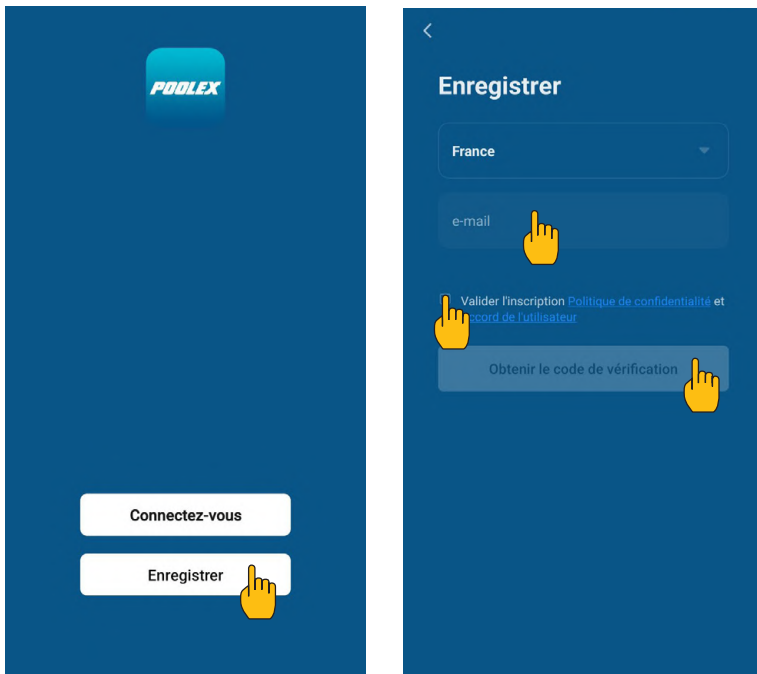 POOLEX
Connectez-vous
Enregistrer
Enregistrer
France
e-mail
Valider l'inscription Politique de confidentialité et
ccord de l'utilisateur
Obtenir le code de vérification